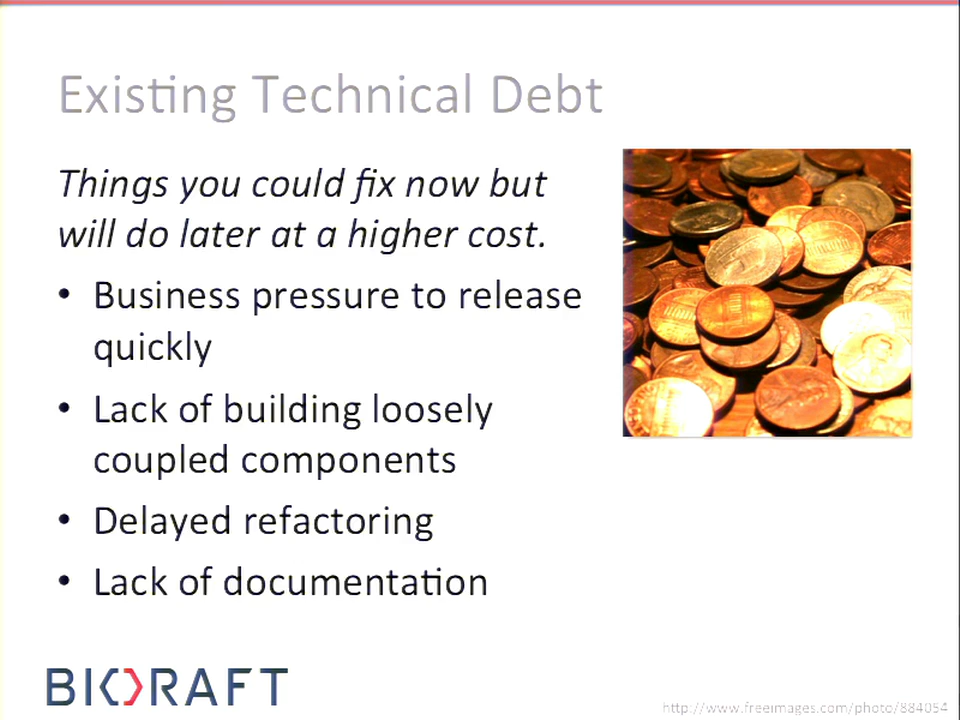 Existing Technical Debt
Things you could fix now but
will do later at a higher cost.
• Business pressure to release
quickly
• Lack of building loosely
coupled components
• Delayed refactoring
• Lack of documentation
BIORAFT
http://www.freeimages.com/photo/884054